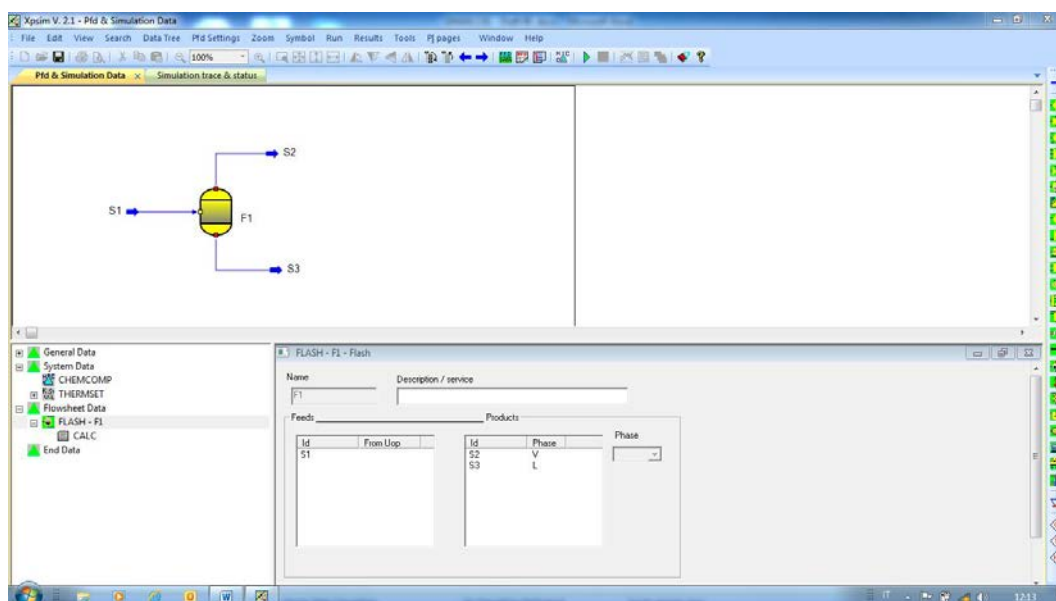 Xpsim V. 2.1 - Pfd & Simulation Data
File Edit View Search Data Tree Pfd Settings Zoom Symbol Run Results Tools Pj pages Window Help
100%
Pfd & Simulation Data x Simulation trace & status
S2
S1
F1
S3
General Data
System Data
CHEMCOMP
THERMSET
Flowsheet Data
FLASH - F1
CALC
End Data
FLASH - F1 - Flash
Name Description / service
F1
Feeds Products
Id From Uop Id Phase Phase
S1 S2 V
S3 L
IT 12:13